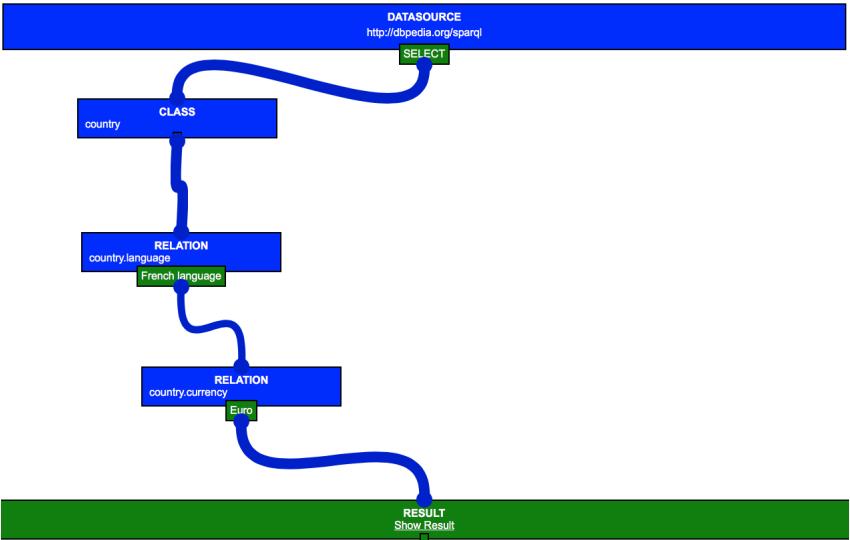 DATASOURCE
http://dbpedia.org/sparql
SELECT
CLASS
country
RELATION
country.language
French language
RELATION
country.currency
Euro
RESULT
Show Result